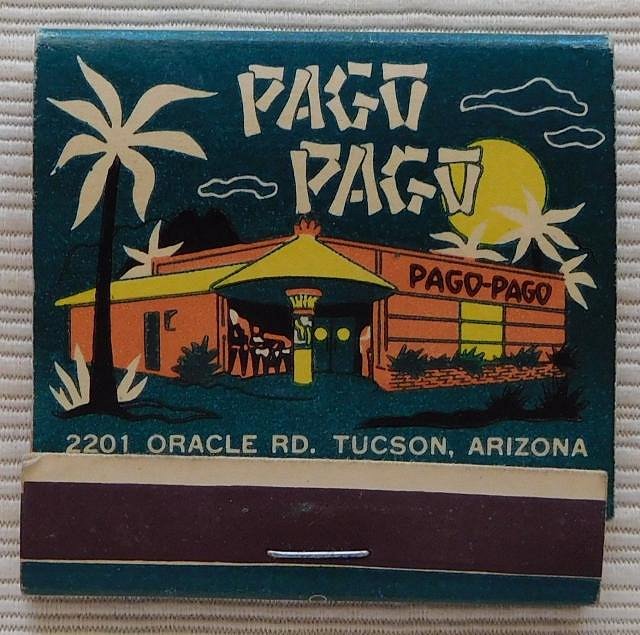 PAGO
PAGO
PAGO-PAGO
2201 ORACLE RD. TUCSON, ARIZONA